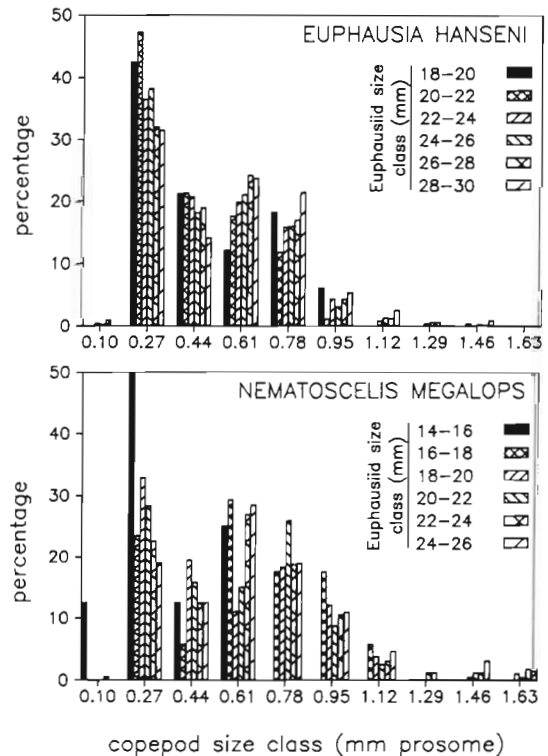 EUPHAUSIA HANSENI
percentage
50
40
30
20
10
0
Euphausiid size
class (mm)
18-20
20-22
22-24
24-26
26-28
28-30
0.10 0.27 0.44 0.61 0.78 0.95 1.12 1.29 1.46 1.63
NEMATOSCELIS MEGALOPS
percentage
50
40
30
20
10
0
Euphausiid size
class (mm)
14-16
16-18
18-20
20-22
22-24
24-26
0.10 0.27 0.44 0.61 0.78 0.95 1.12 1.29 1.46 1.63
copepod size class (mm prosome)